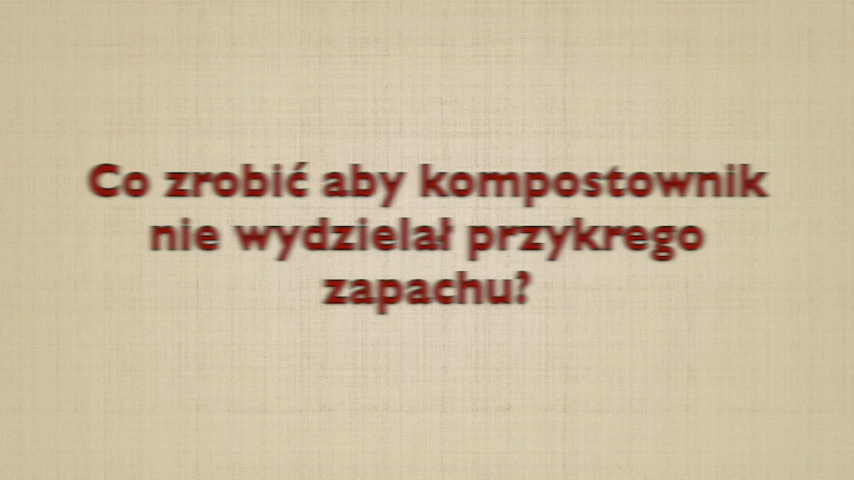 Co zrobić aby kompostownik
nie wydzielał przykrego
zapachu?